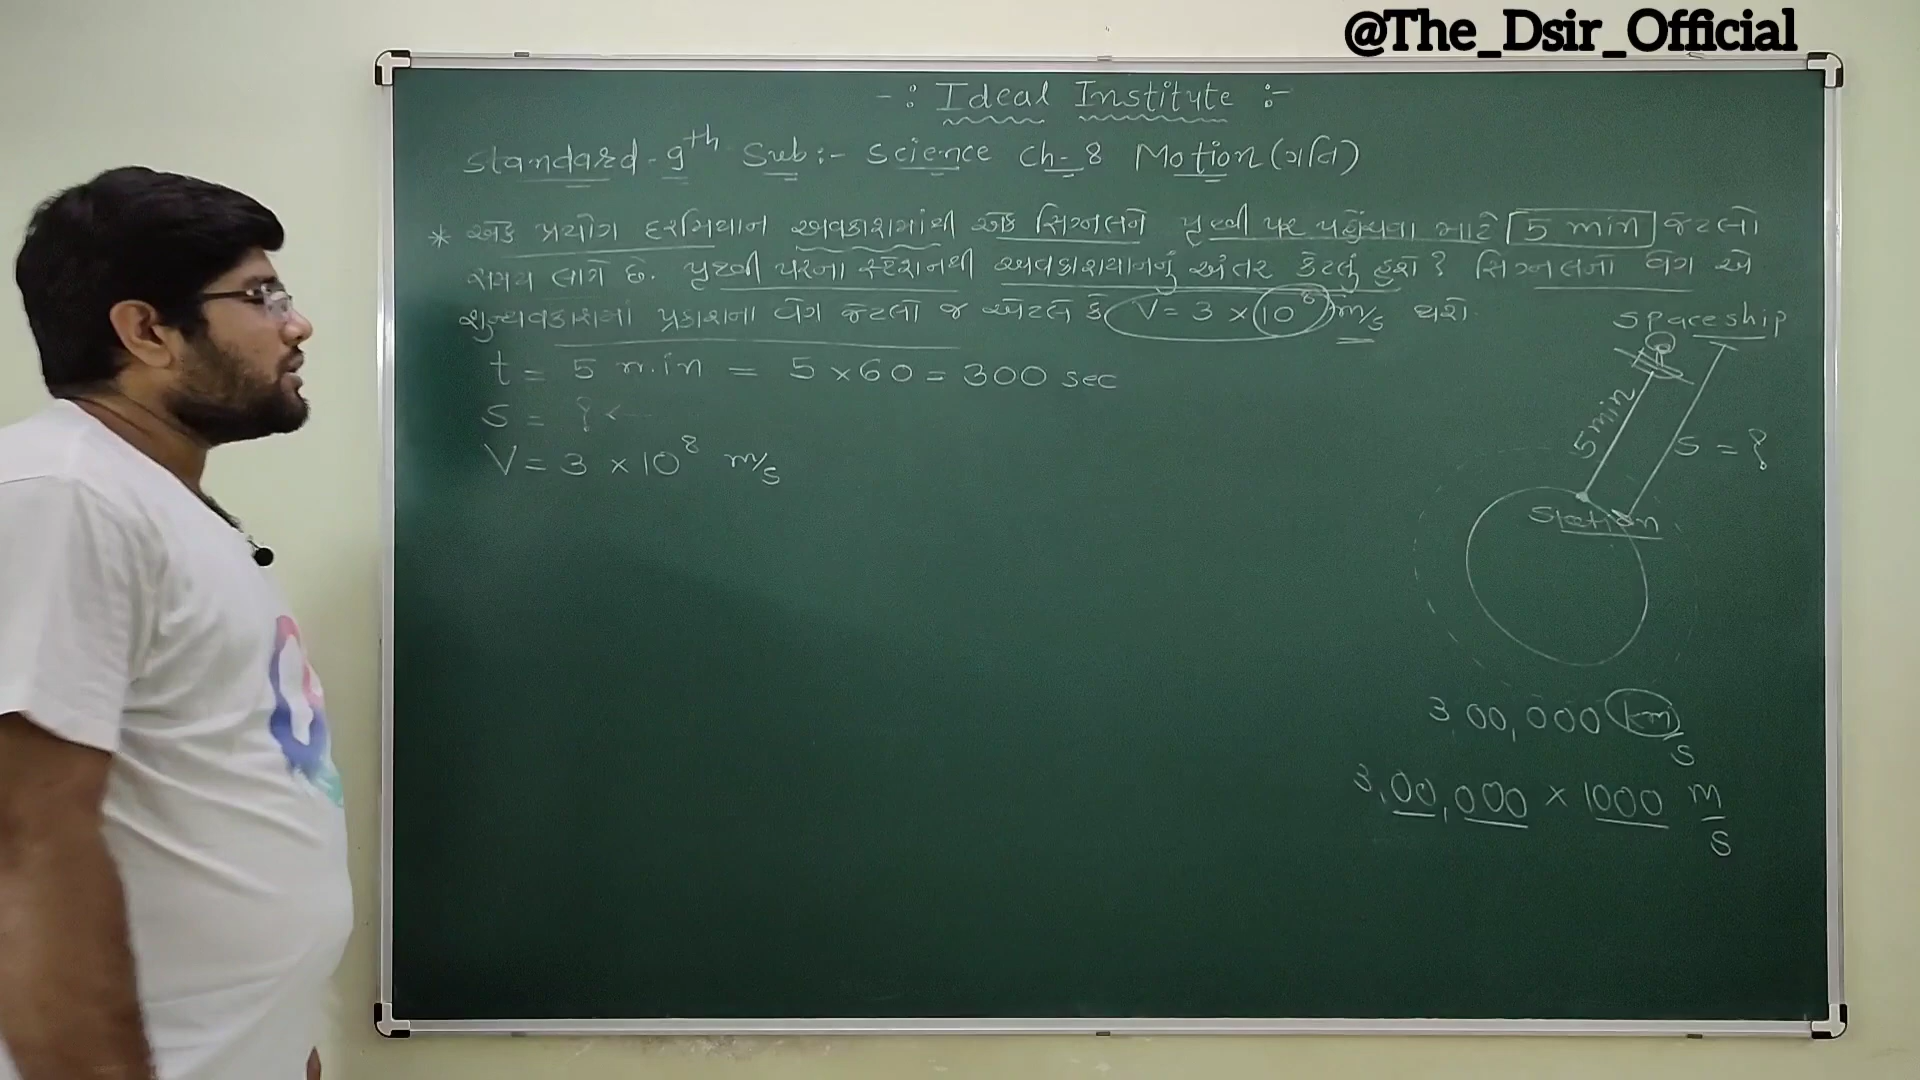 @The_Dsir_Official
-: Ideal Institute :-
Standard-9th Sub:- Science Ch-8 Motion (ગતિ)
* એક પ્રયોગ દરમિયાન અવકાશમાંથી એક સિગ્નલને પૃથ્વી પર પહોંચવા માટે 5 min જેટલો
સમય લાગે છે. પૃથ્વી પરના સ્ટેશનથી અવકાશયાનનું અંતર કેટલું હશે? સિગ્નલનો વેગ એ
શૂન્યવકાશમાં પ્રકાશના વેગ જેટલો જ એટલે કે V = 3 × 10⁸ m/s થશે.
t = 5 min = 5 × 60 = 300 sec
s = ? ←
V = 3 × 10⁸ m/s
Spaceship
5 min
s = ?
Station
3,00,000 km/s
3,00,000 × 1000 m/s